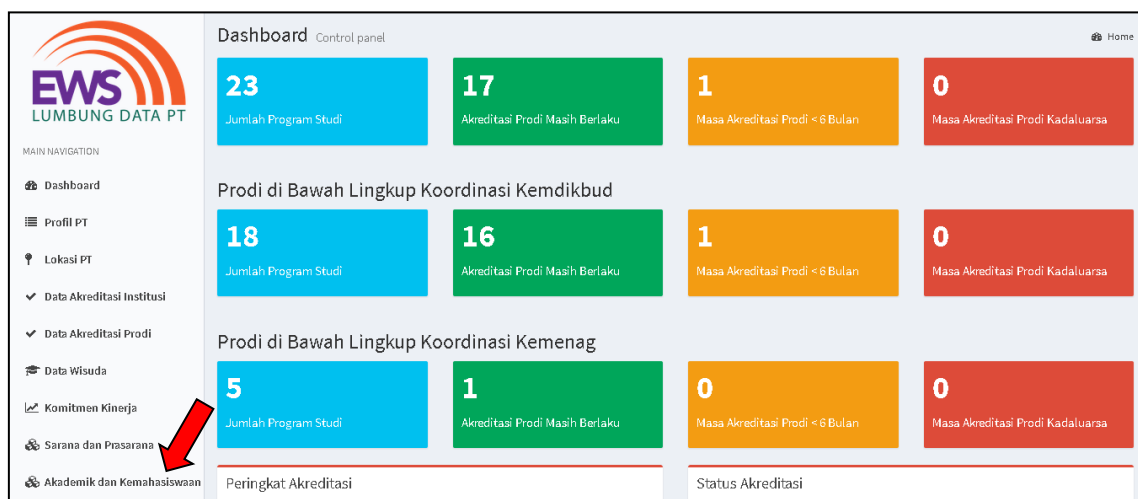 EWS
LUMBUNG DATA PT
MAIN NAVIGATION
Dashboard
Profil PT
Lokasi PT
Data Akreditasi Institusi
Data Akreditasi Prodi
Data Wisuda
Komitmen Kinerja
Sarana dan Prasarana
Akademik dan Kemahasiswaan
Dashboard Control panel
Home
23
Jumlah Program Studi
17
Akreditasi Prodi Masih Berlaku
1
Masa Akreditasi Prodi < 6 Bulan
0
Masa Akreditasi Prodi Kadaluarsa
Prodi di Bawah Lingkup Koordinasi Kemdikbud
18
Jumlah Program Studi
16
Akreditasi Prodi Masih Berlaku
1
Masa Akreditasi Prodi < 6 Bulan
0
Masa Akreditasi Prodi Kadaluarsa
Prodi di Bawah Lingkup Koordinasi Kemenag
5
Jumlah Program Studi
1
Akreditasi Prodi Masih Berlaku
0
Masa Akreditasi Prodi < 6 Bulan
0
Masa Akreditasi Prodi Kadaluarsa
Peringkat Akreditasi
Status Akreditasi